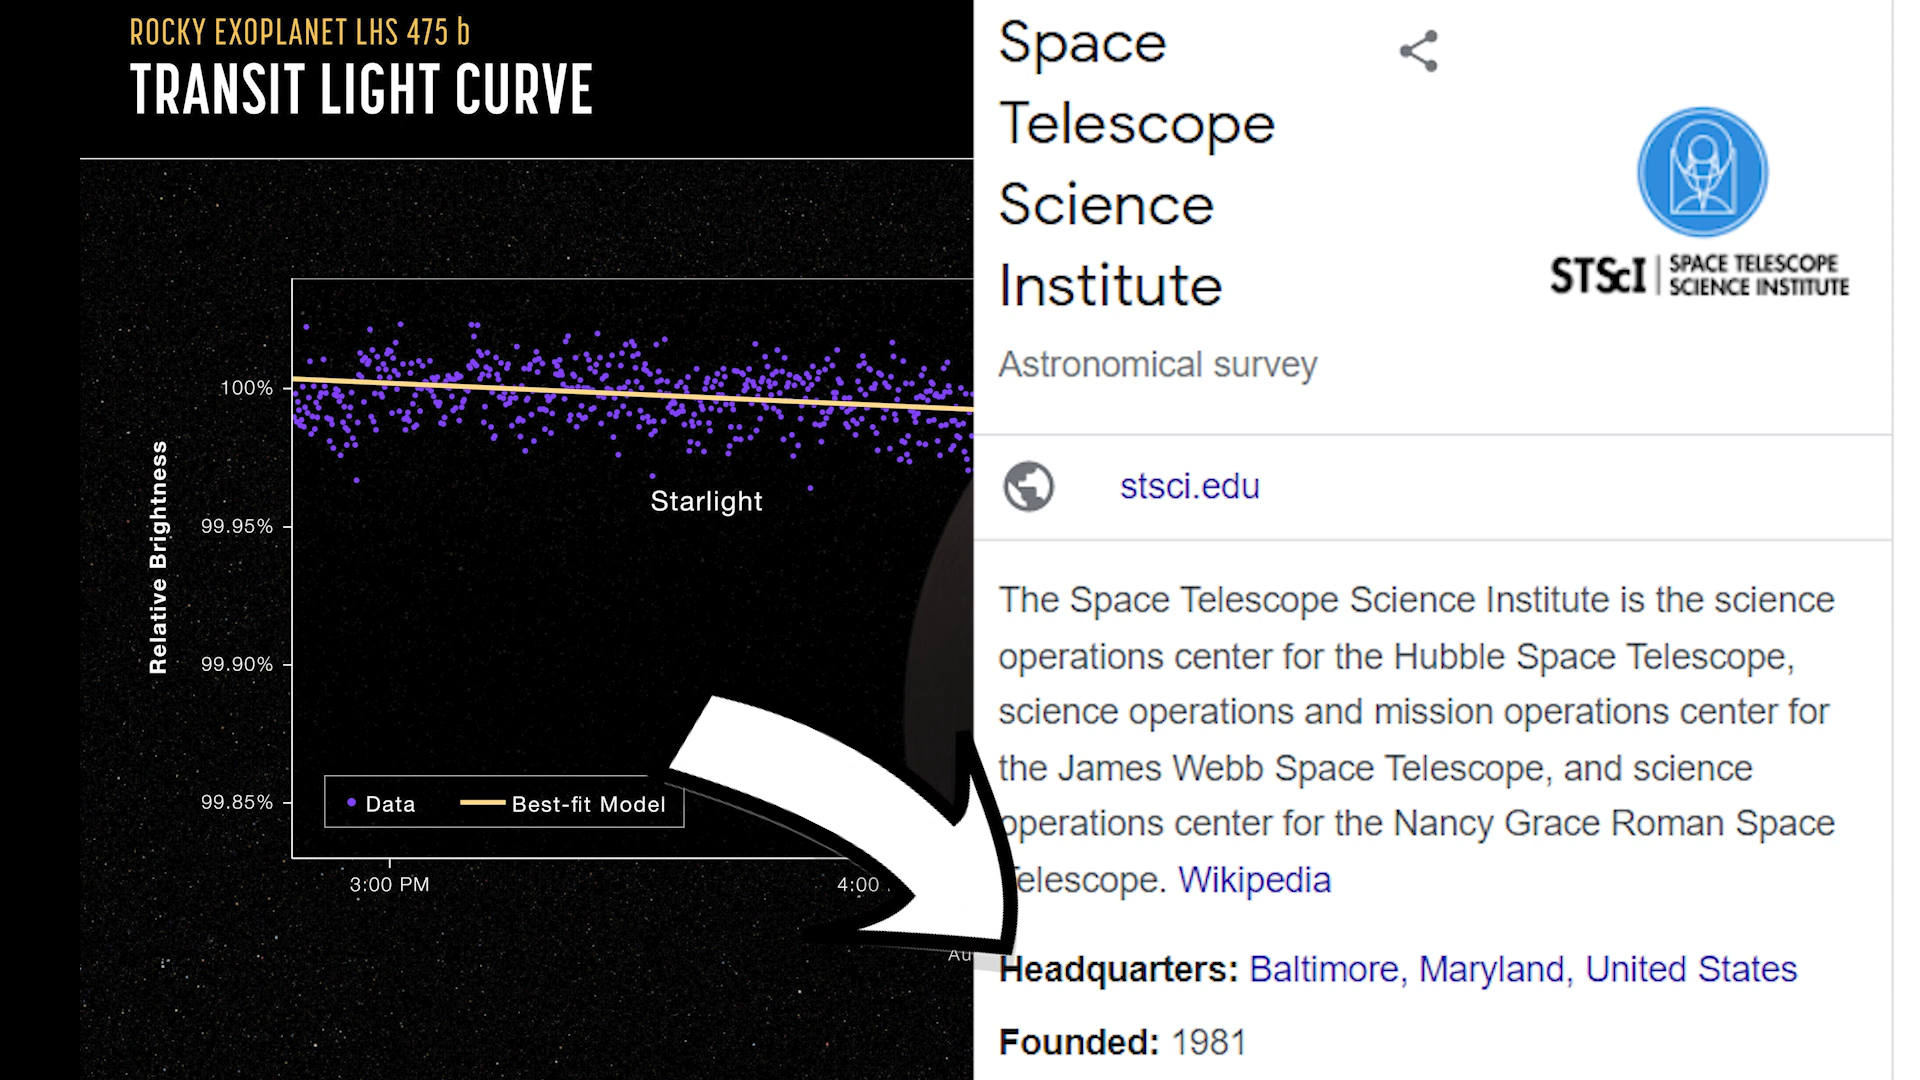 ROCKY EXOPLANET LHS 475 b
TRANSIT LIGHT CURVE
Relative Brightness
100%
99.95%
99.90%
99.85%
Starlight
Data
Best-fit Model
3:00 PM
4:00
Au
Space
Telescope
Science
Institute
Astronomical survey
STScI | SPACE TELESCOPE
SCIENCE INSTITUTE
stsci.edu
The Space Telescope Science Institute is the science
operations center for the Hubble Space Telescope,
science operations and mission operations center for
the James Webb Space Telescope, and science
operations center for the Nancy Grace Roman Space
Telescope. Wikipedia
Headquarters: Baltimore, Maryland, United States
Founded: 1981